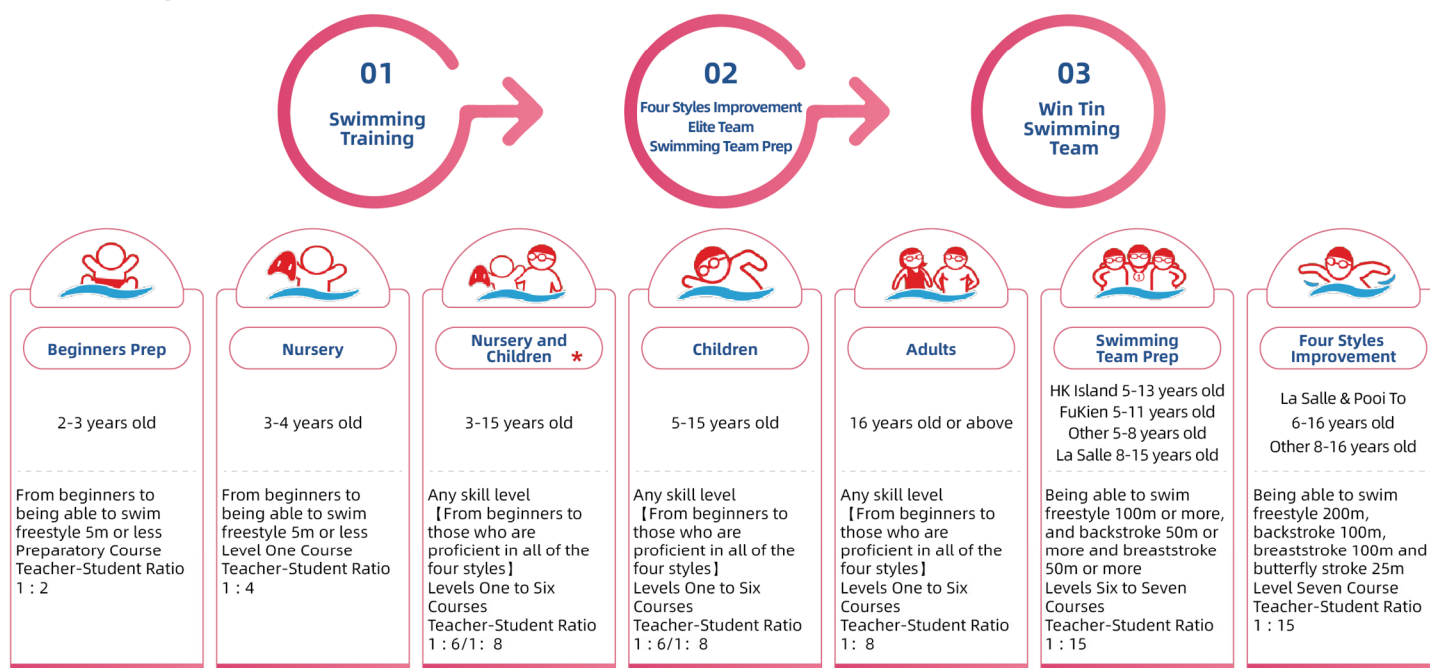 01
Swimming
Training
02
Four Styles Improvement
Elite Team
Swimming Team Prep
03
Win Tin
Swimming
Team
Beginners Prep
2-3 years old
From beginners to
being able to swim
freestyle 5m or less
Preparatory Course
Teacher-Student Ratio
1 : 2
Nursery
3-4 years old
From beginners to
being able to swim
freestyle 5m or less
Level One Course
Teacher-Student Ratio
1 : 4
Nursery and
Children *
3-15 years old
Any skill level
【From beginners to
those who are
proficient in all of the
four styles】
Levels One to Six
Courses
Teacher-Student Ratio
1 : 6/1: 8
Children
5-15 years old
Any skill level
【From beginners to
those who are
proficient in all of the
four styles】
Levels One to Six
Courses
Teacher-Student Ratio
1 : 6/1: 8
Adults
16 years old or above
Any skill level
【From beginners to
those who are
proficient in all of the
four styles】
Levels One to Six
Courses
Teacher-Student Ratio
1: 8
Swimming
Team Prep
HK Island 5-13 years old
FuKien 5-11 years old
Other 5-8 years old
La Salle 8-15 years old
Being able to swim
freestyle 100m or more,
and backstroke 50m or
more and breaststroke
50m or more
Levels Six to Seven
Courses
Teacher-Student Ratio
1 : 15
Four Styles
Improvement
La Salle & Pooi To
6-16 years old
Other 8-16 years old
Being able to swim
freestyle 200m,
backstroke 100m,
breaststroke 100m and
butterfly stroke 25m
Level Seven Course
Teacher-Student Ratio
1 : 15